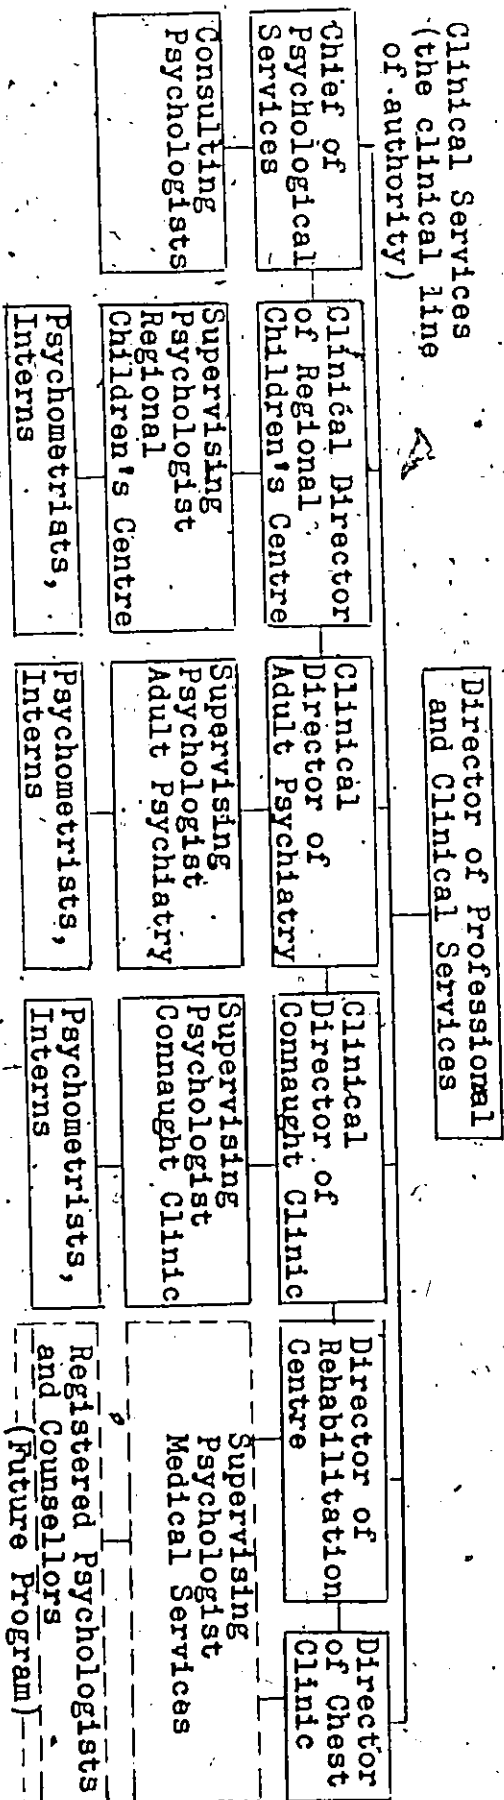 Clinical Services
(the clinical line
of authority)
Director of Professional
and Clinical Services
Chief of
Psychological
Services
Clinical Director
of Regional
Children's Centre
Clinical
Director of
Adult Psychiatry
Clinical
Director of
Connaught Clinic
Director of
Rehabilitation
Centre
Director
of Chest
Clinic
Consulting
Psychologists
Supervising
Psychologist
Regional
Children's Centre
Supervising
Psychologist
Adult Psychiatry
Supervising
Psychologist
Connaught Clinic
Supervising
Psychologist
Medical Services
Psychometrists,
Interns
Psychometrists,
Interns
Psychometrists,
Interns
Registered Psychologists
and Counsellors
(Future Program)